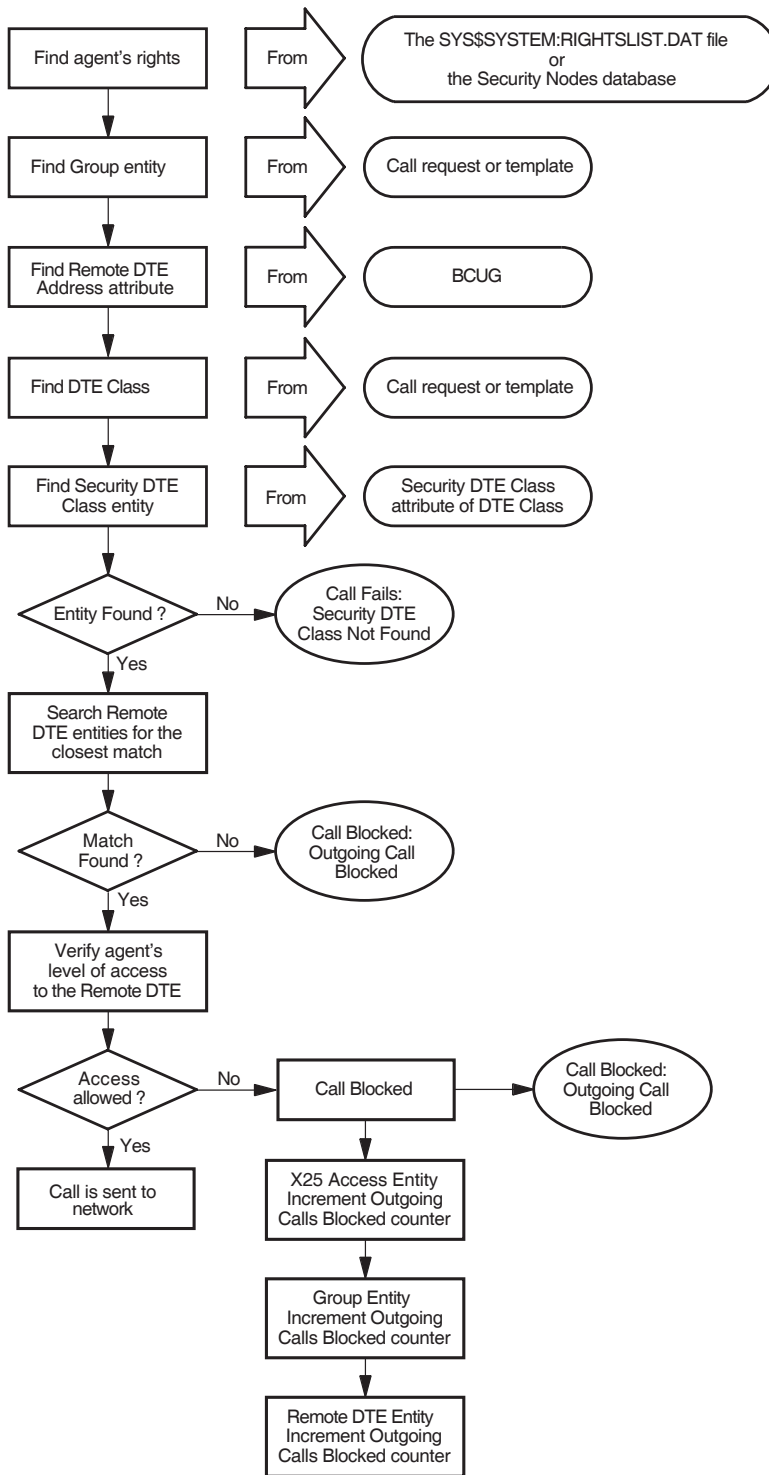 Find agent's rights
From
The SYS$SYSTEM:RIGHTSLIST.DAT file
or
the Security Nodes database
Find Group entity
From
Call request or template
Find Remote DTE
Address attribute
From
BCUG
Find DTE Class
From
Call request or template
Find Security DTE
Class entity
From
Security DTE Class
attribute of DTE Class
Entity Found ?
No
Call Fails:
Security DTE
Class Not Found
Yes
Search Remote
DTE entities for the
closest match
Match
Found ?
No
Call Blocked:
Outgoing Call
Blocked
Yes
Verify agent's
level of access
to the Remote DTE
Access
allowed ?
No
Call Blocked
Call Blocked:
Outgoing Call
Blocked
Yes
Call is sent to
network
X25 Access Entity
Increment Outgoing
Calls Blocked counter
Group Entity
Increment Outgoing
Calls Blocked counter
Remote DTE Entity
Increment Outgoing
Calls Blocked counter